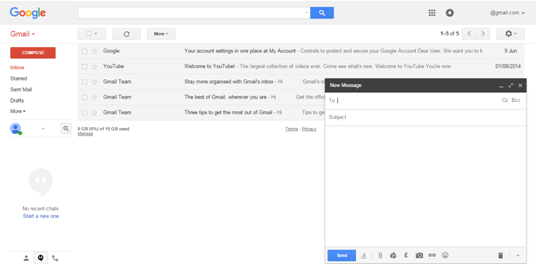 Google
@gmail.com
Gmail
More
1–5 of 5
COMPOSE
Inbox
Starred
Sent Mail
Drafts
More
Google Your account settings in one place at My Account - Controls to protect and secure your Google Account Dear User. We want you to k 9 Jun
YouTube Welcome to YouTube! - The largest collection of videos ever. Come see what's new. Welcome to YouTube You're now 01/08/2014
Gmail Team Stay more organised with Gmail's inbox - Hi Gmail's
Gmail Team The best of Gmail, wherever you are - Hi Get the offic
Gmail Team Three tips to get the most out of Gmail - Hi Tips to ge
0 GB (0%) of 15 GB used
Manage
Terms - Privacy
New Message
To
Cc Bcc
Subject
No recent chats
Start a new one
Send